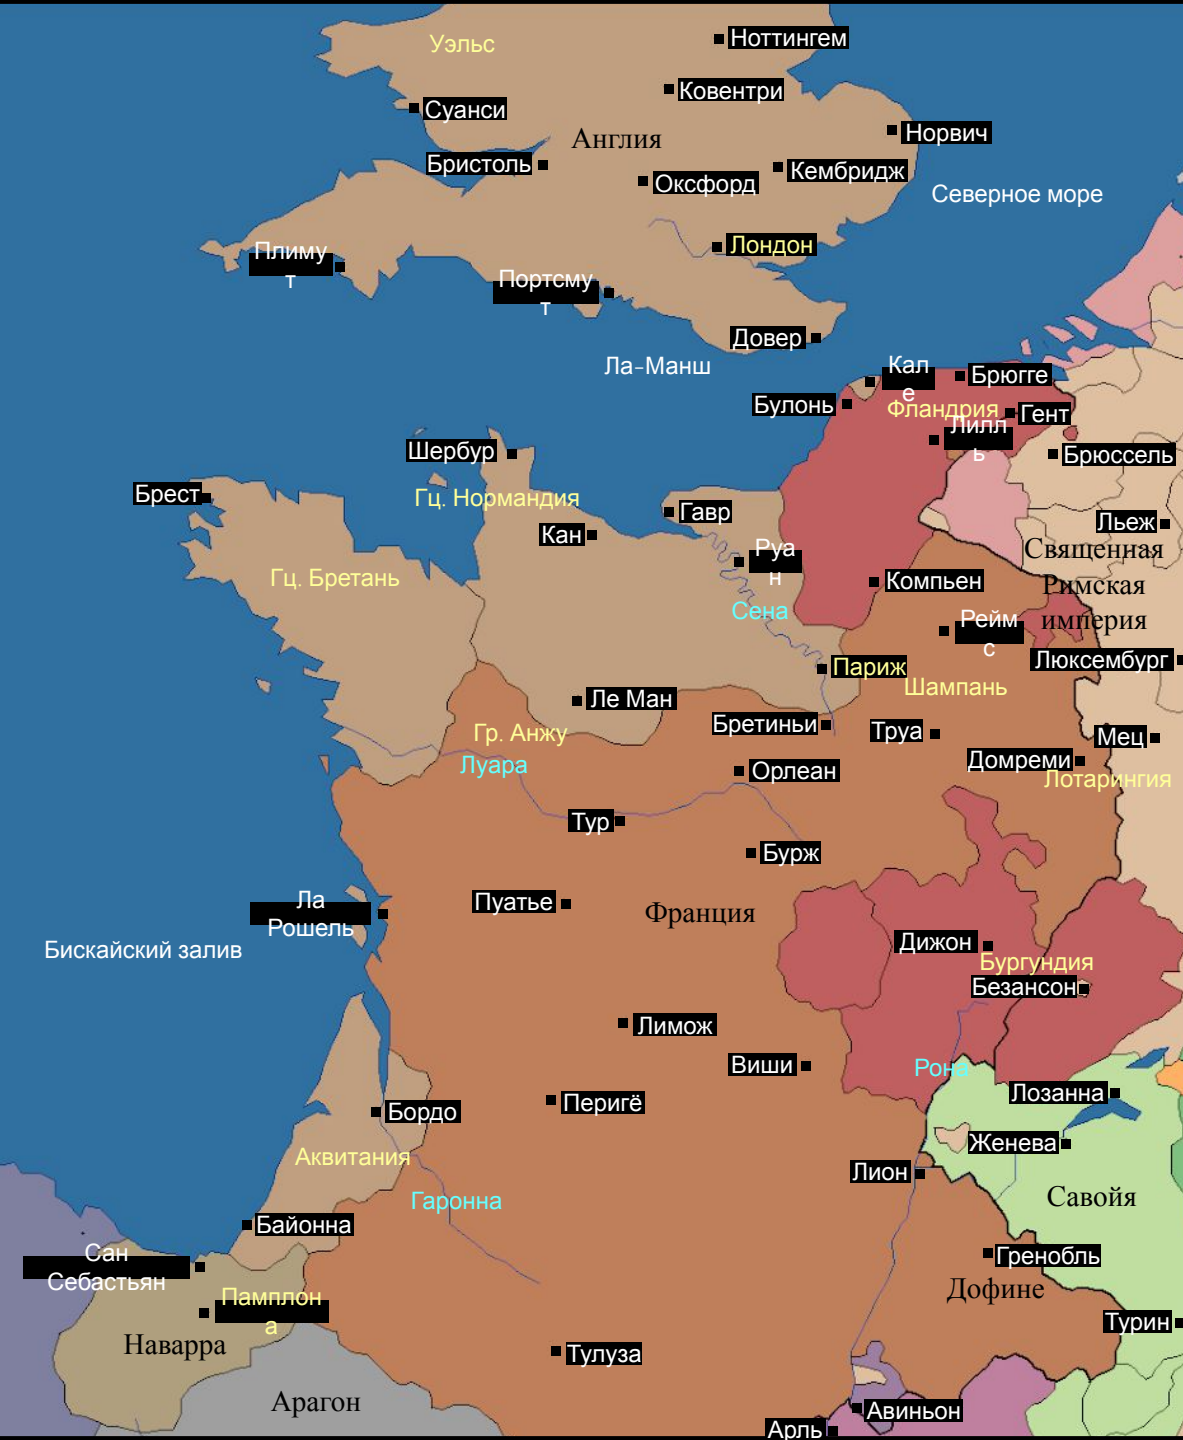 Ноттингем
Уэльс
Ковентри
Суанси
Норвич
Англия
Бристоль
Кембридж
Оксфорд
Северное море
Лондон
Плиму
т
Портсму
т
Довер
Ла-Манш
Кал
е
Брюгге
Булонь
Фландрия
Гент
Лилл
ь
Шербур
Брюссель
Брест
Гц. Нормандия
Гавр
Льеж
Кан
Руа
н
Священная
Римская
империя
Гц. Бретань
Компьен
Сена
Рейм
с
Париж
Люксембург
Шампань
Ле Ман
Бретиньи
Гр. Анжу
Труа
Мец
Домреми
Луара
Орлеан
Лотарингия
Тур
Бурж
Пуатье
Ла
Рошель
Франция
Бискайский залив
Дижон
Бургундия
Безансон
Лимож
Виши
Рона
Лозанна
Перигё
Бордо
Женева
Аквитания
Лион
Гаронна
Савойя
Байонна
Сан
Себастьян
Гренобль
Дофине
Памплон
а
Турин
Наварра
Тулуза
Арагон
Авиньон
Арль